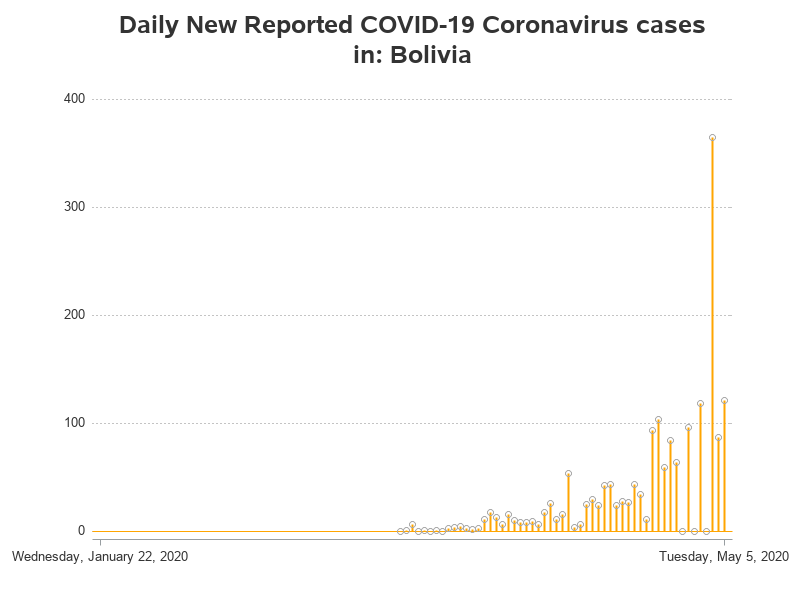 Daily New Reported COVID-19 Coronavirus cases
in: Bolivia
400
300
200
100
0
Wednesday, January 22, 2020
Tuesday, May 5, 2020